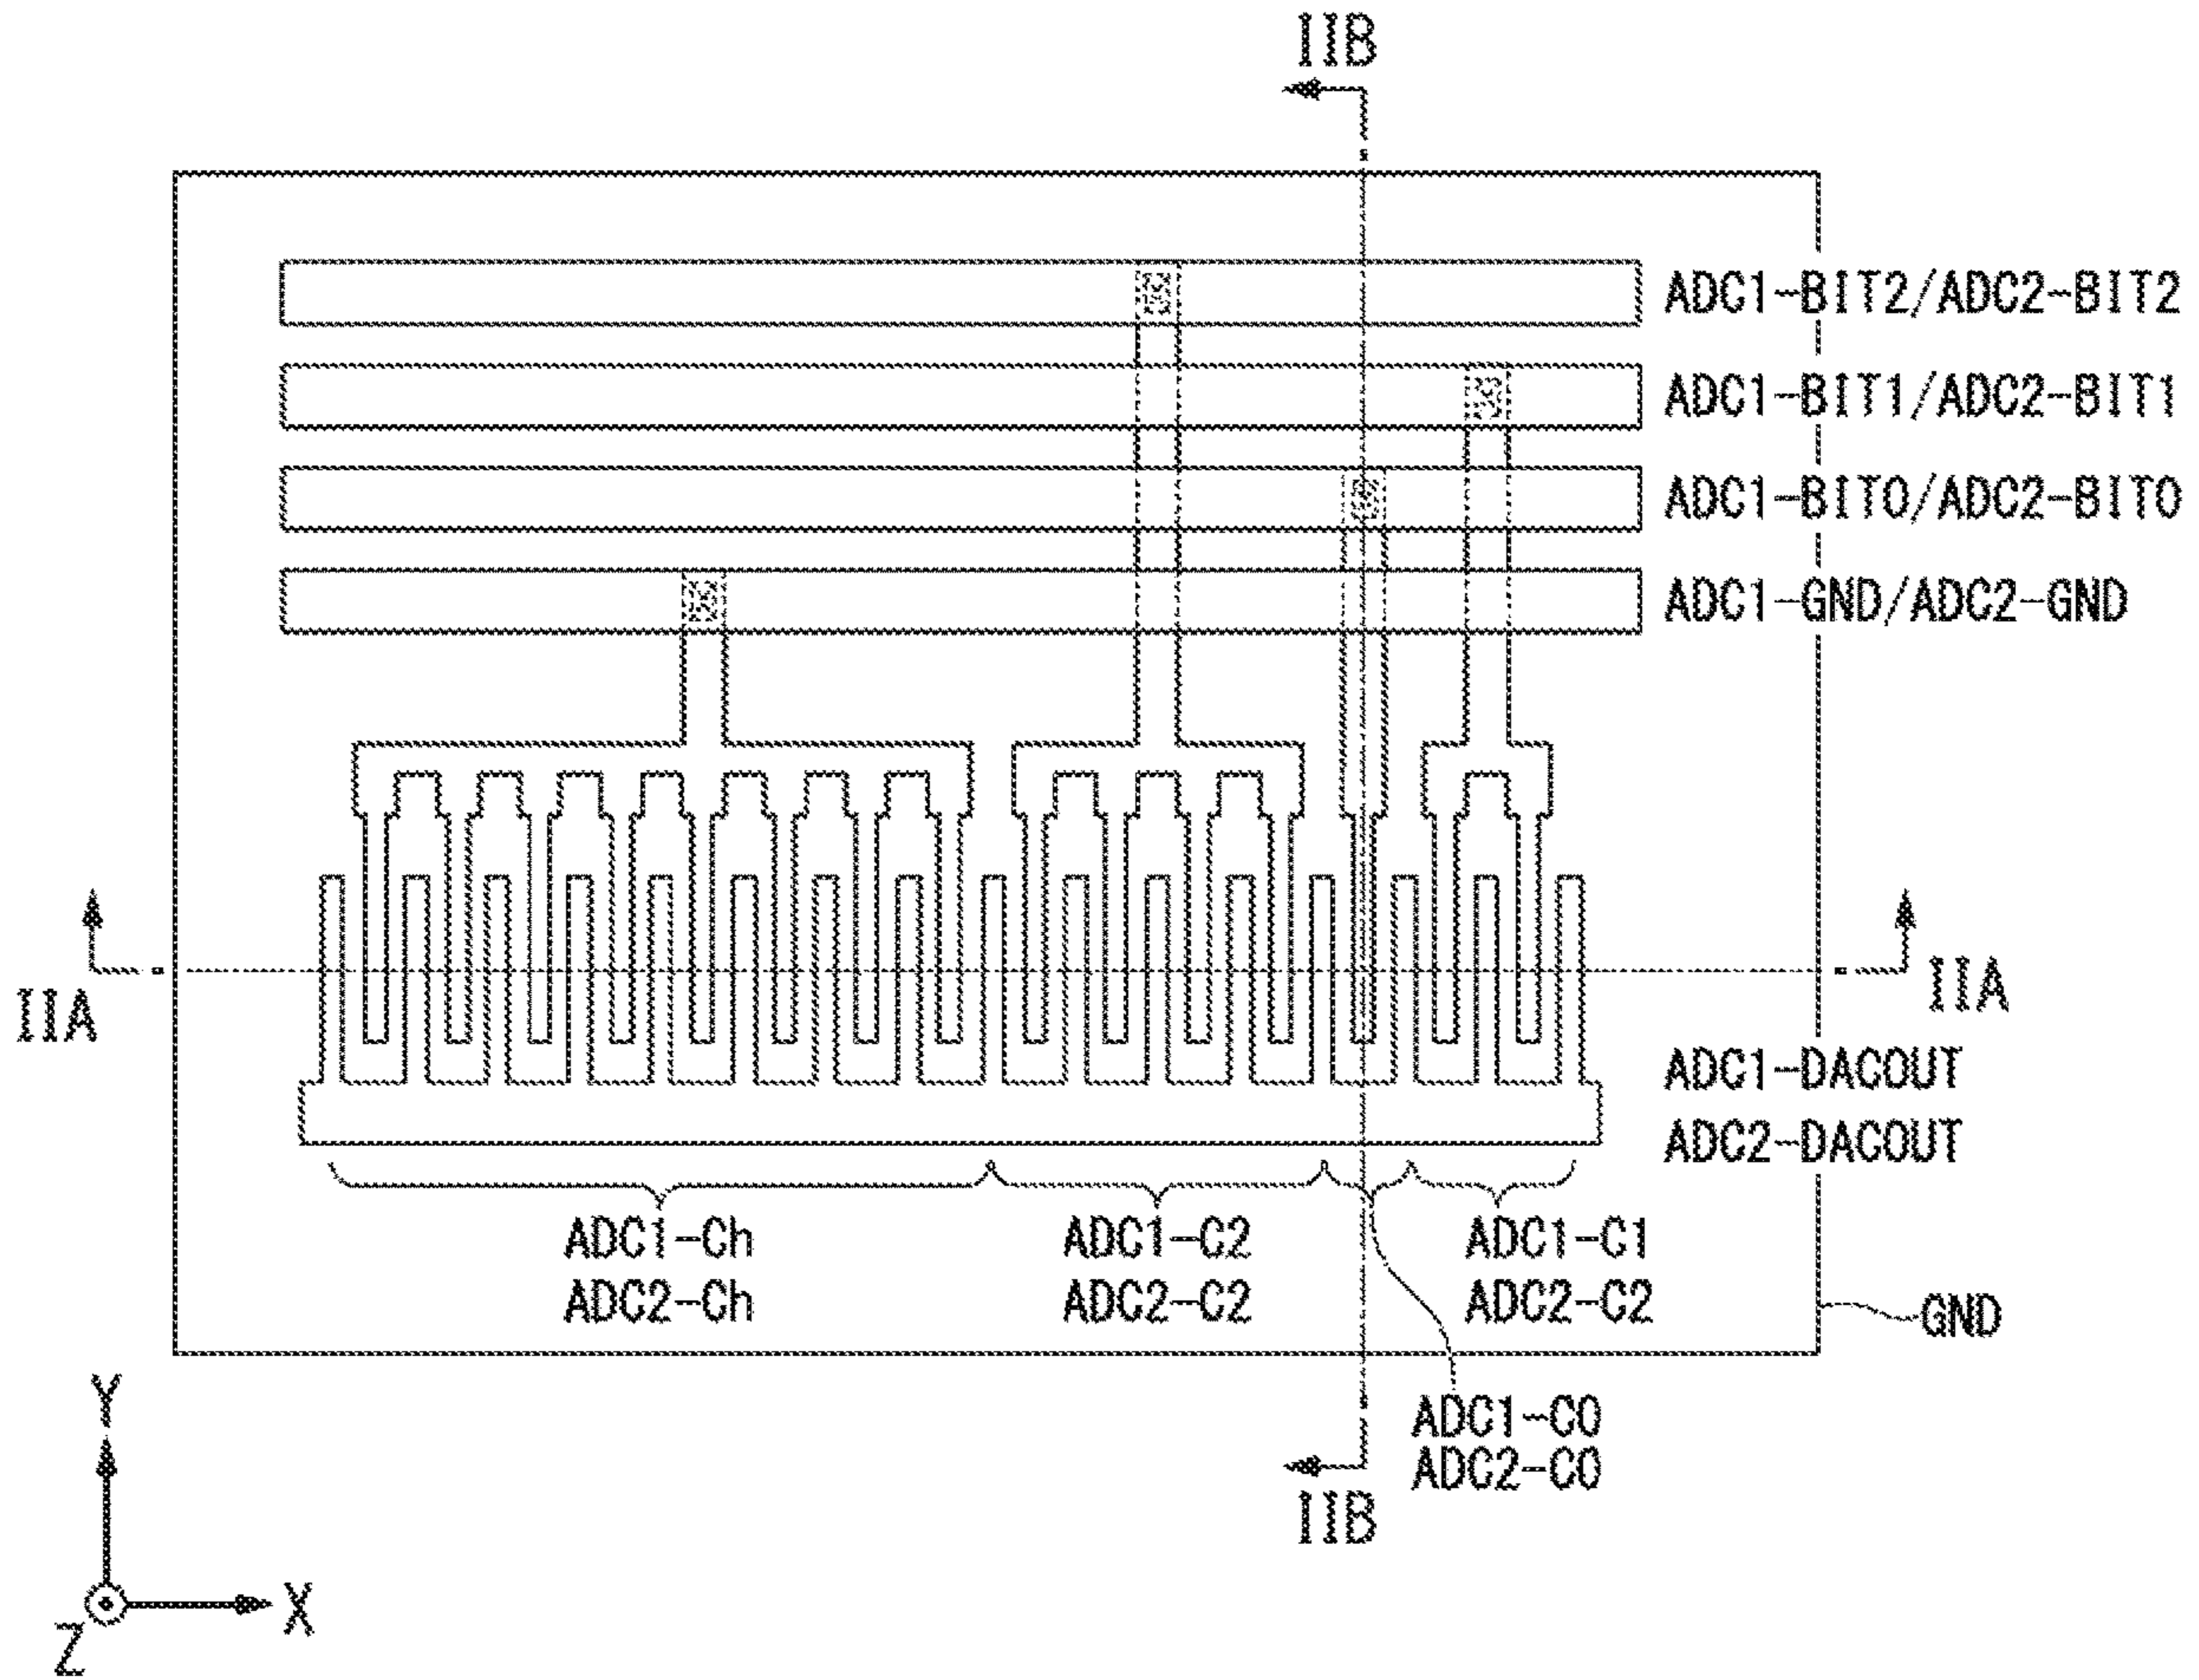 IIB
ADC1-BIT2/ADC2-BIT2
ADC1-BIT1/ADC2-BIT1
ADC1-BIT0/ADC2-BIT0
ADC1-GND/ADC2-GND
IIA
IIA
ADC1-DACOUT
ADC2-DACOUT
ADC1-Ch
ADC2-Ch
ADC1-C2
ADC2-C2
ADC1-C1
ADC2-C2
GND
ADC1-C0
ADC2-C0
IIB
Y
X
Z